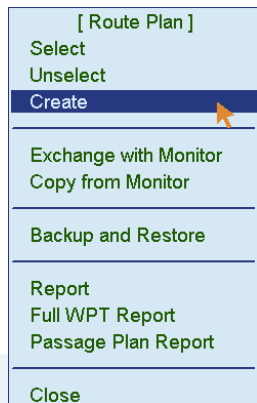 [ Route Plan ]
Select
Unselect
Create
Exchange with Monitor
Copy from Monitor
Backup and Restore
Report
Full WPT Report
Passage Plan Report
Close